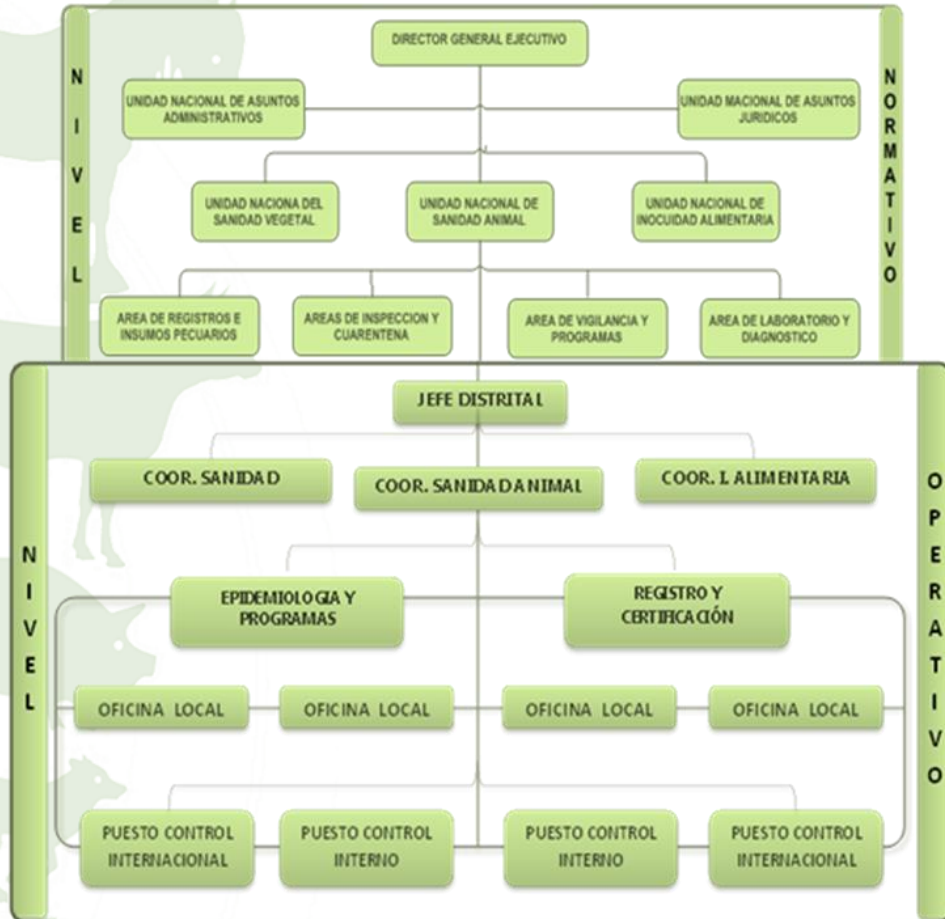 NIVEL
NORMATIVO
DIRECTOR GENERAL EJECUTIVO
UNIDAD NACIONAL DE ASUNTOS
ADMINISTRATIVOS
UNIDAD MACIONAL DE ASUNTOS
JURIDICOS
UNIDAD NACIONA DEL
SANIDAD VEGETAL
UNIDAD NACIONAL DE
SANIDAD ANIMAL
UNIDAD NACIONAL DE
INOCUIDAD ALIMENTARIA
AREA DE REGISTROS E
INSUMOS PECUARIOS
AREAS DE INSPECCION Y
CUARENTENA
AREA DE VIGILANCIA Y
PROGRAMAS
AREA DE LABORATORIO Y
DIAGNOSTICO
NIVEL
OPERATIVO
JEFE DISTRITAL
COOR. SANIDAD
COOR. SANIDAD ANIMAL
COOR. I. ALIMENTARIA
EPIDEMIOLOGIA Y
PROGRAMAS
REGISTRO Y
CERTIFICACIÓN
OFICINA LOCAL
OFICINA LOCAL
OFICINA LOCAL
OFICINA LOCAL
PUESTO CONTROL
INTERNACIONAL
PUESTO CONTROL
INTERNO
PUESTO CONTROL
INTERNO
PUESTO CONTROL
INTERNACIONAL